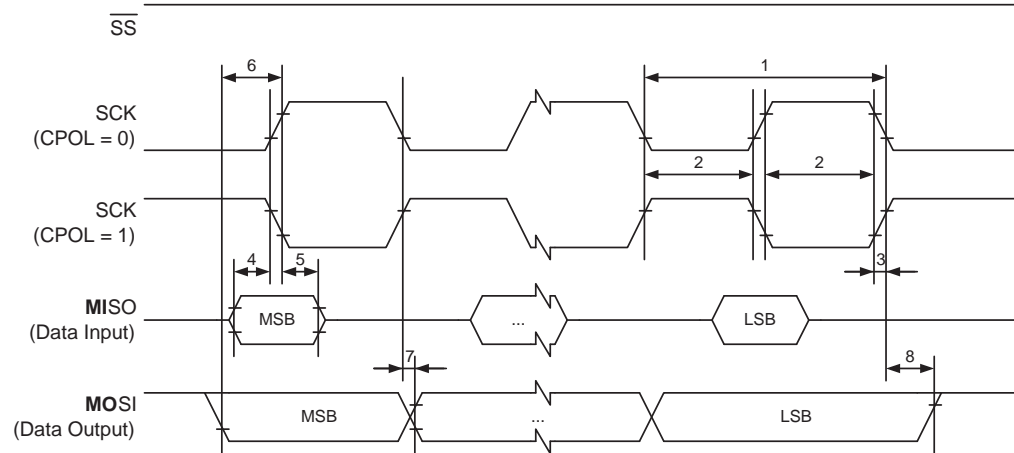 SS
6
1
SCK
(CPOL = 0)
2
2
SCK
(CPOL = 1)
4
5
3
MISO
(Data Input)
MSB
...
LSB
7
8
MOSI
(Data Output)
MSB
...
LSB